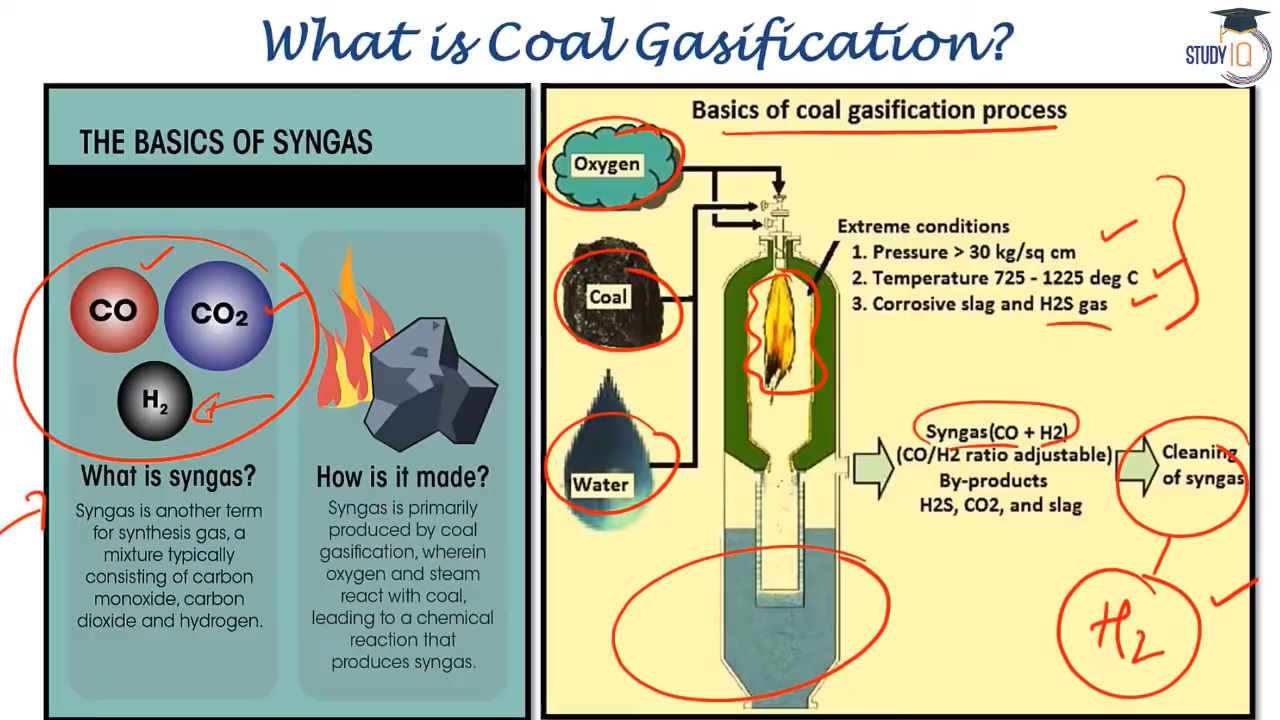 What is Coal Gasification?
STUDY IQ
THE BASICS OF SYNGAS
CO
CO₂
H₂
What is syngas?
Syngas is another term
for synthesis gas, a
mixture typically
consisting of carbon
monoxide, carbon
dioxide and hydrogen.
How is it made?
Syngas is primarily
produced by coal
gasification, wherein
oxygen and steam
react with coal,
leading to a chemical
reaction that
produces syngas.
Basics of coal gasification process
Oxygen
Coal
Water
Extreme conditions
1. Pressure > 30 kg/sq cm
2. Temperature 725 - 1225 deg C
3. Corrosive slag and H2S gas
Syngas(CO + H2)
(CO/H2 ratio adjustable)
By-products
H2S, CO2, and slag
Cleaning
of syngas
H₂